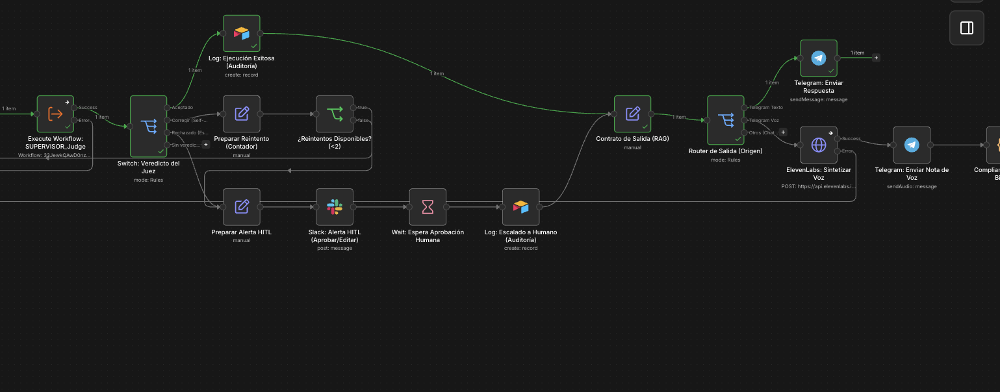 Log: Ejecución Exitosa
(Auditoría)
create: record
1 item
1 item
1 item
Telegram: Enviar
Respuesta
sendMessage: message
1 item
1 item
Success
Error
1 item
Execute Workflow:
SUPERVISOR_Judge
Workflow: 33JewkQAwD0nz...
Aceptado
Corregir (Self-...
Rechazado (Es...
Sin veredic...
Switch: Veredicto del
Juez
mode: Rules
Preparar Reintento
(Contador)
manual
true
false
¿Reintentos Disponibles?
(<2)
Contrato de Salida (RAG)
manual
1 item
Telegram Texto
Telegram Voz
Otros (Chat...
Router de Salida (Origen)
mode: Rules
Success
Error
ElevenLabs: Sintetizar
Voz
POST: https://api.elevenlabs.i...
Telegram: Enviar Nota de
Voz
sendAudio: message
Complian
Bi
Preparar Alerta HITL
manual
Slack: Alerta HITL
(Aprobar/Editar)
post: message
Wait: Espera Aprobación
Humana
Log: Escalado a Humano
(Auditoría)
create: record